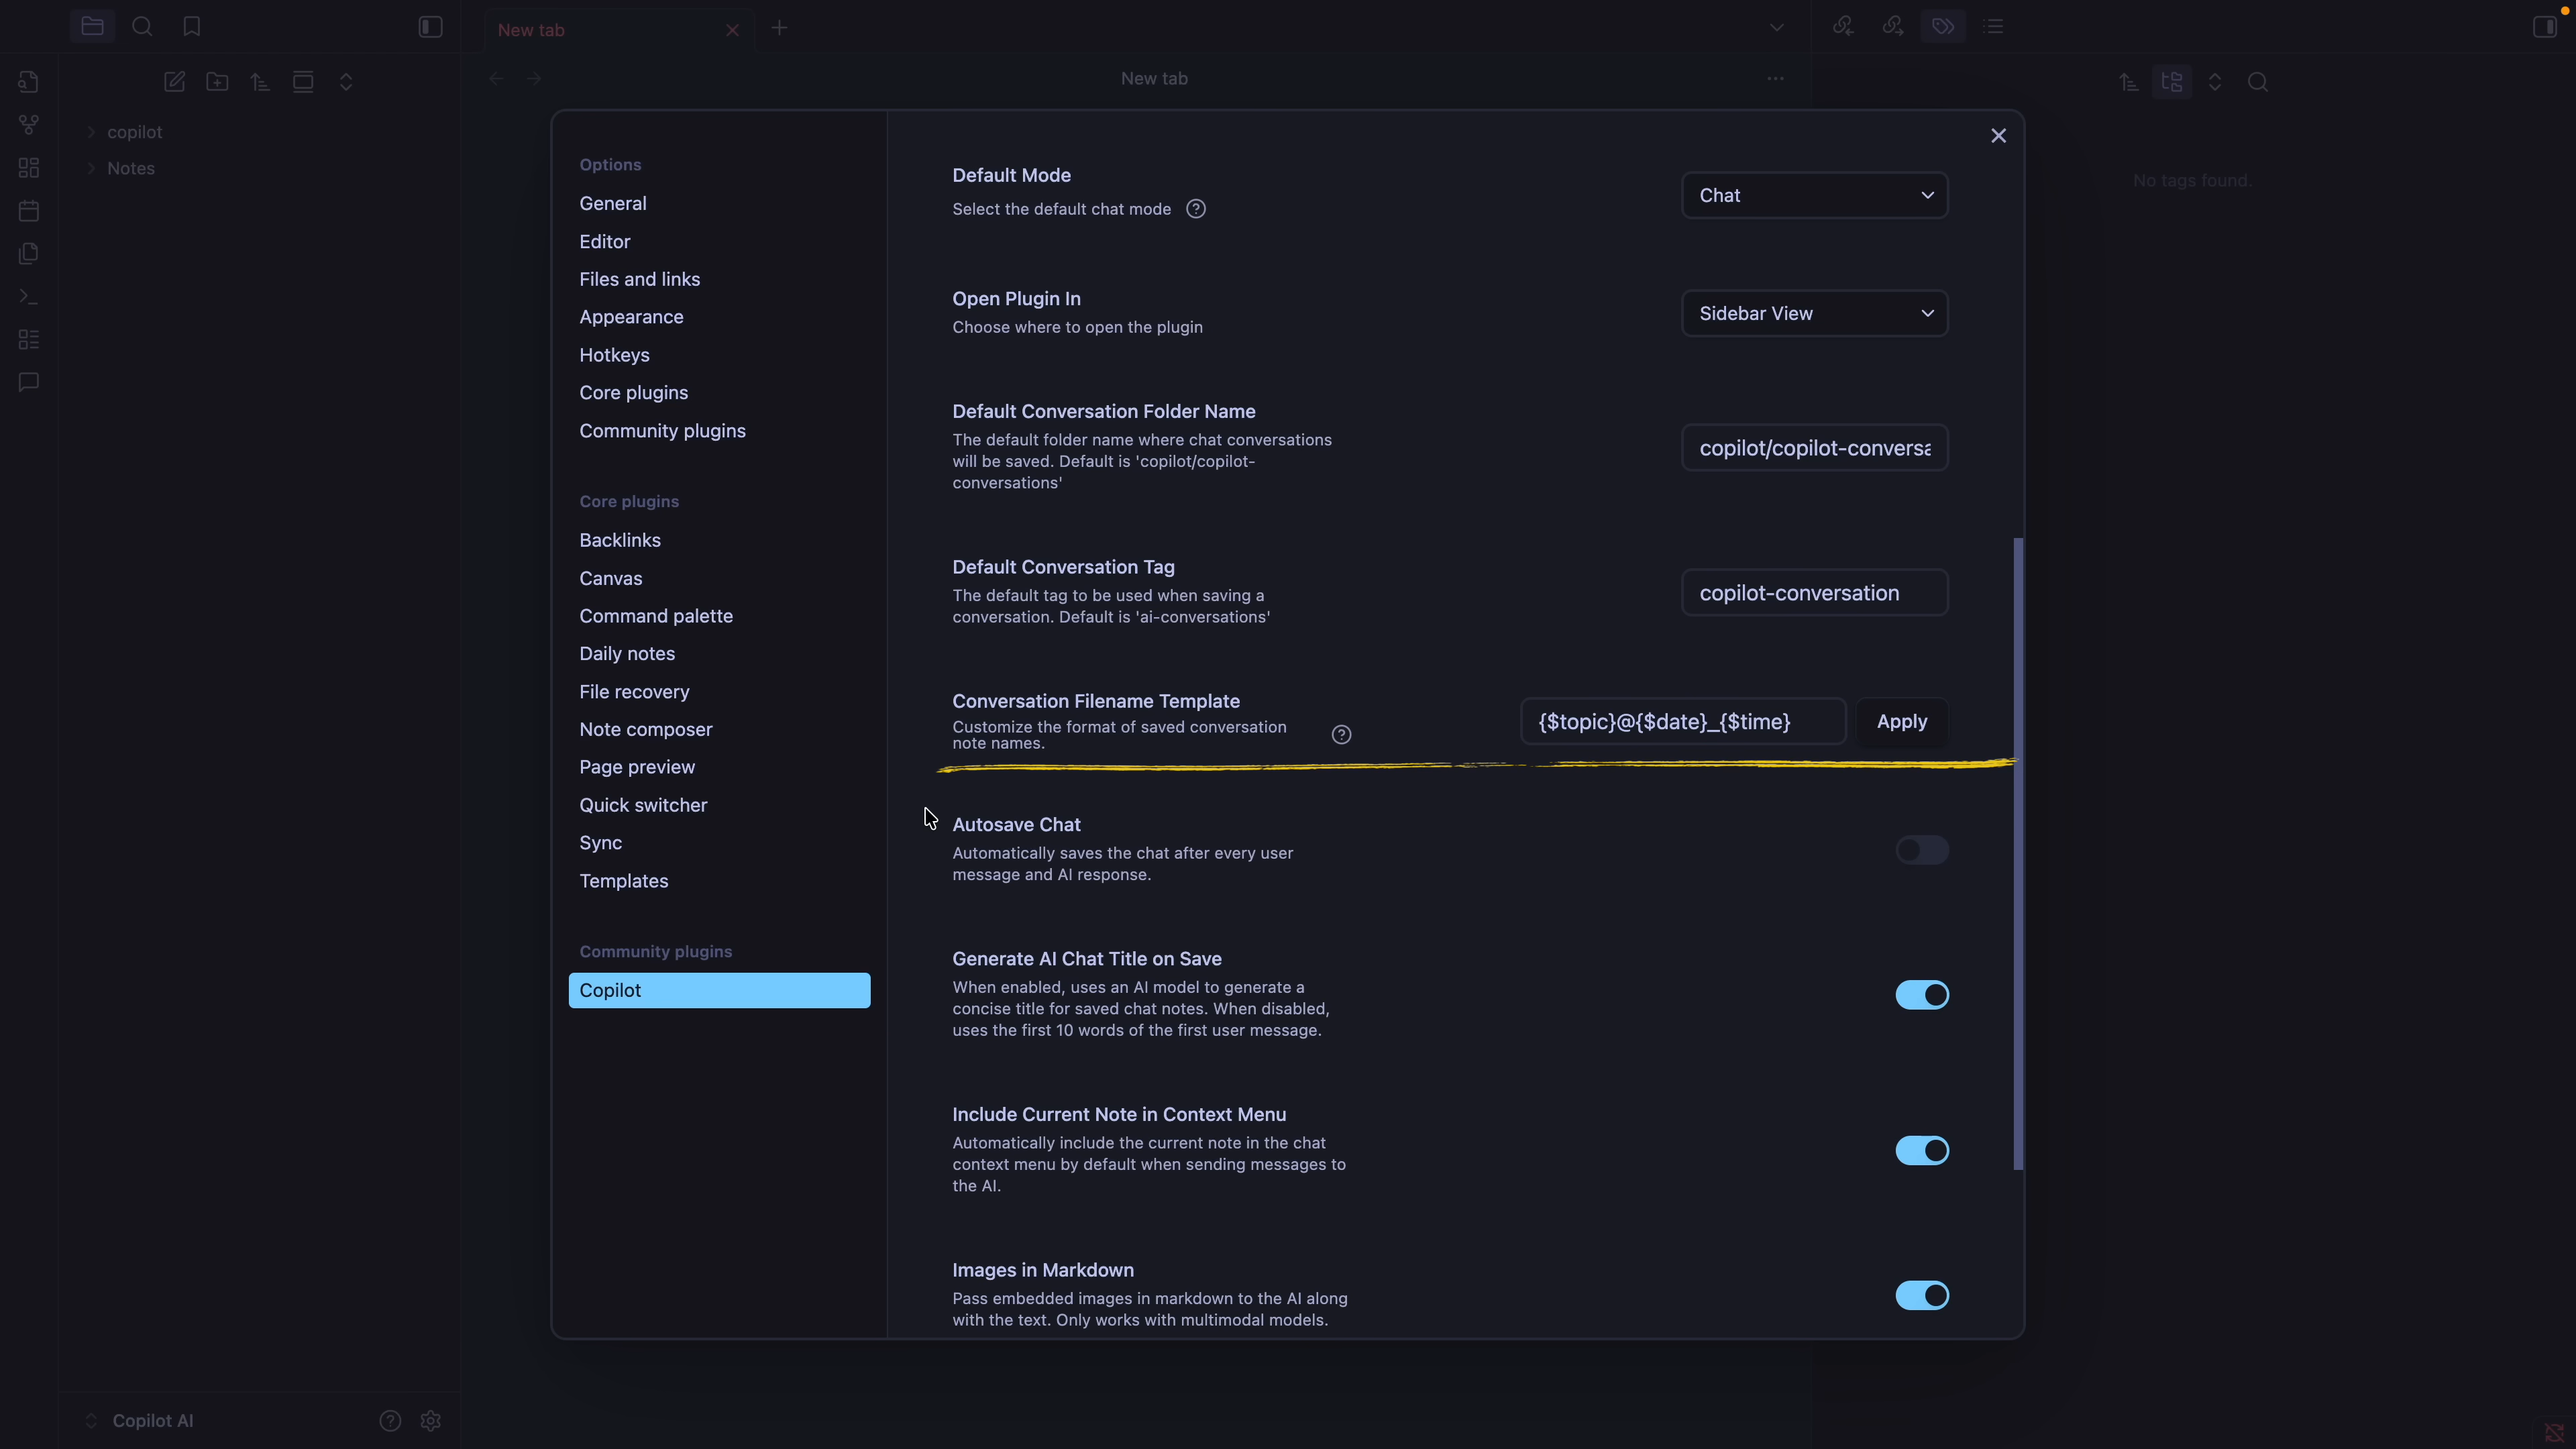 New tab
New tab
copilot
Notes
No tags found.
Options
General
Editor
Files and links
Appearance
Hotkeys
Core plugins
Community plugins
Core plugins
Backlinks
Canvas
Command palette
Daily notes
File recovery
Note composer
Page preview
Quick switcher
Sync
Templates
Community plugins
Copilot
Default Mode
Select the default chat mode
Chat
Open Plugin In
Choose where to open the plugin
Sidebar View
Default Conversation Folder Name
The default folder name where chat conversations
will be saved. Default is 'copilot/copilot-
conversations'
copilot/copilot-conversa
Default Conversation Tag
The default tag to be used when saving a
conversation. Default is 'ai-conversations'
copilot-conversation
Conversation Filename Template
Customize the format of saved conversation
note names.
{$topic}@{$date}_{$time}
Apply
Autosave Chat
Automatically saves the chat after every user
message and AI response.
Generate AI Chat Title on Save
When enabled, uses an AI model to generate a
concise title for saved chat notes. When disabled,
uses the first 10 words of the first user message.
Include Current Note in Context Menu
Automatically include the current note in the chat
context menu by default when sending messages to
the AI.
Images in Markdown
Pass embedded images in markdown to the AI along
with the text. Only works with multimodal models.
Copilot AI